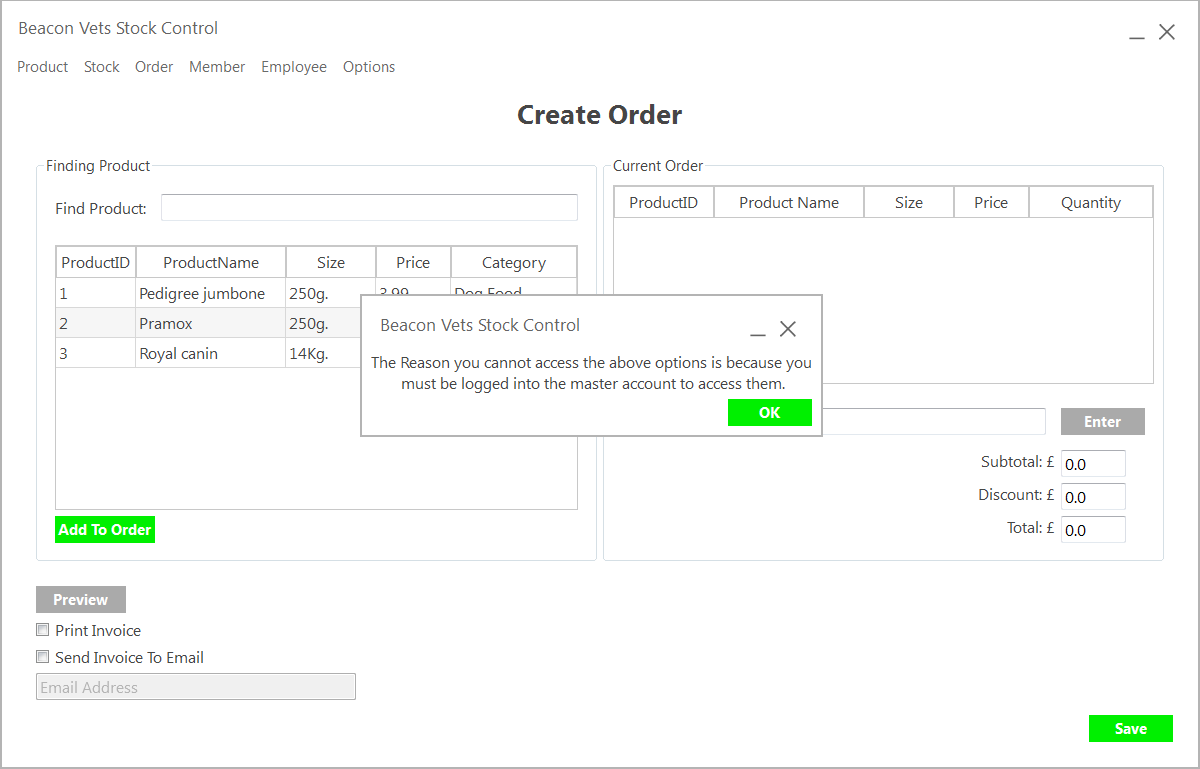 Beacon Vets Stock Control
Product Stock Order Member Employee Options
Create Order
Finding Product
Find Product:
ProductID ProductName Size Price Category
1 Pedigree jumbone 250g. 3.99 Dog Food
2 Pramox 250g.
3 Royal canin 14Kg.
Add To Order
Current Order
ProductID Product Name Size Price Quantity
Enter
Subtotal: £ 0.0
Discount: £ 0.0
Total: £ 0.0
Beacon Vets Stock Control
The Reason you cannot access the above options is because you
must be logged into the master account to access them.
OK
Preview
Print Invoice
Send Invoice To Email
Email Address
Save